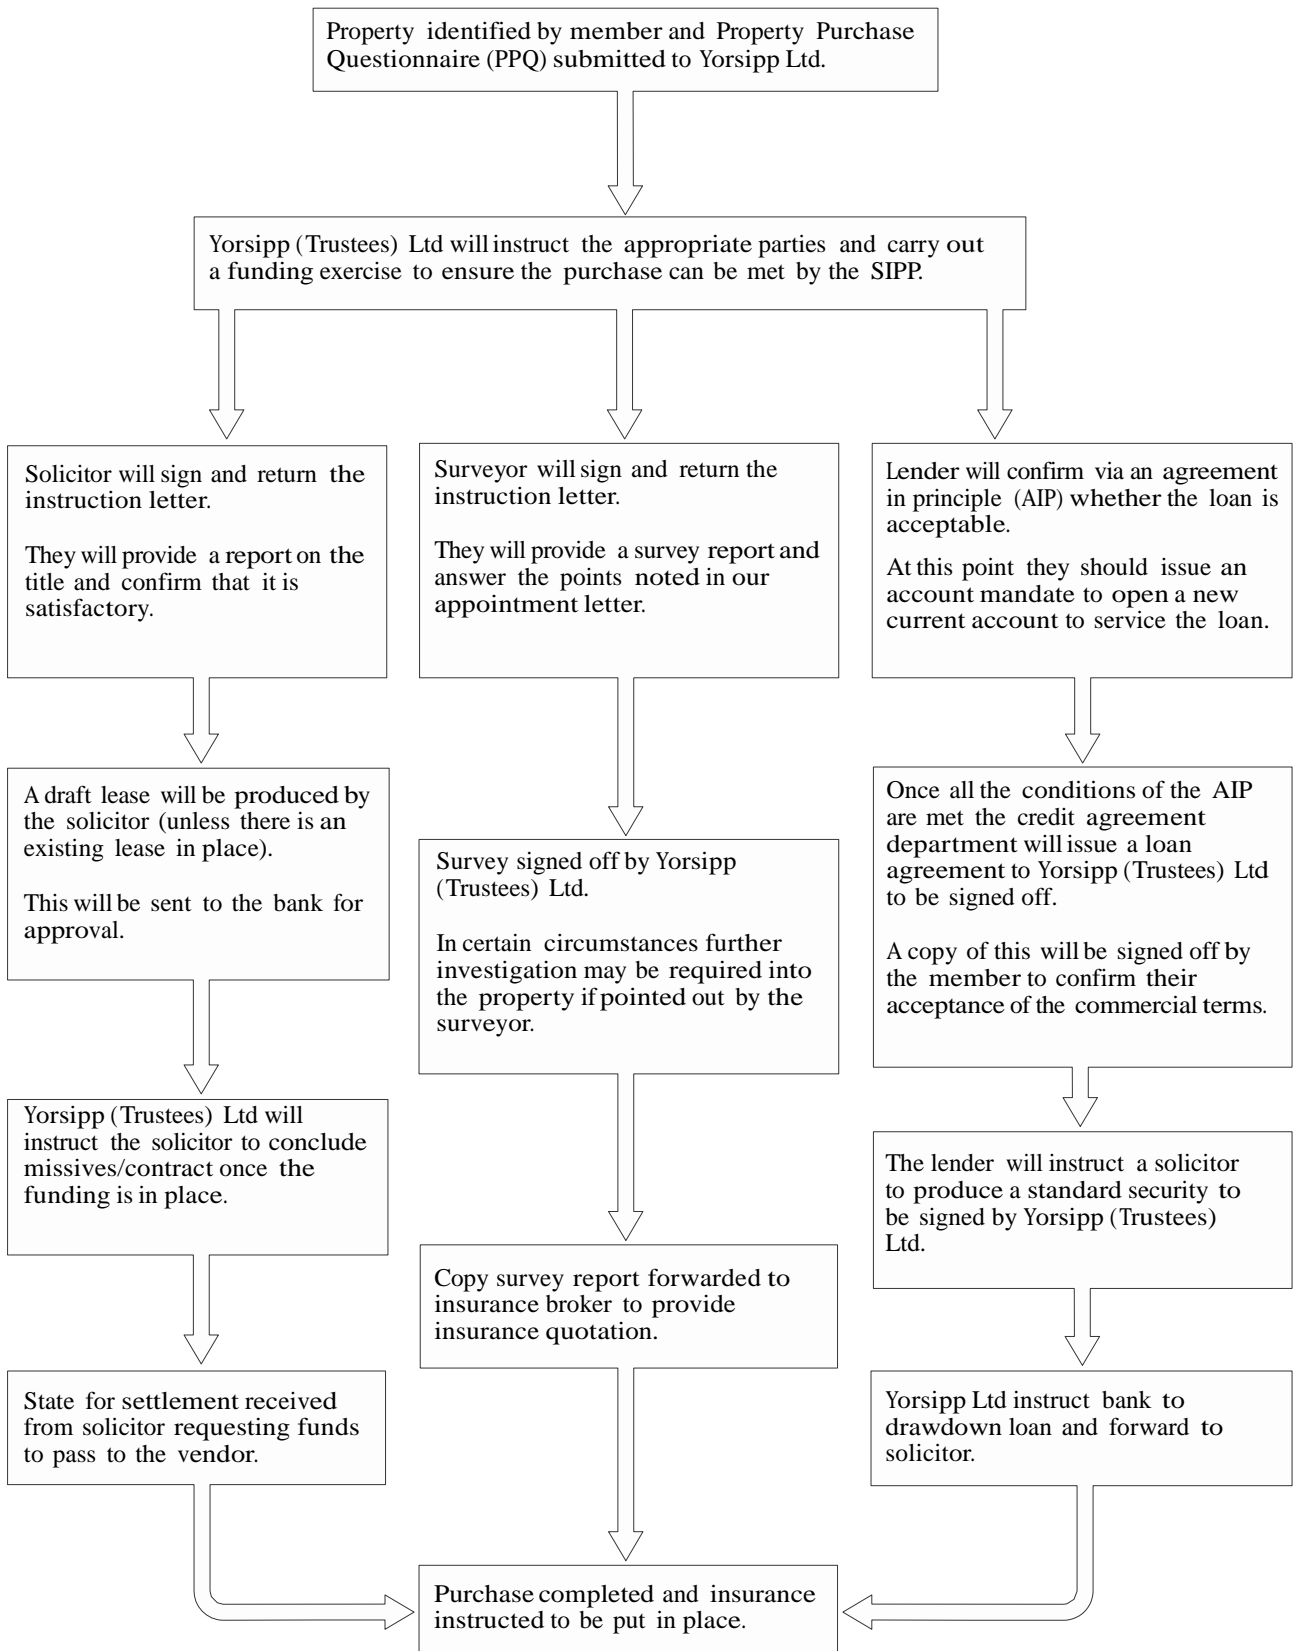 Property identified by member and Property Purchase
Questionnaire (PPQ) submitted to Yorsipp Ltd.
Yorsipp (Trustees) Ltd will instruct the appropriate parties and carry out
a funding exercise to ensure the purchase can be met by the SIPP.
Solicitor will sign and return the
instruction letter.
They will provide a report on the
title and confirm that it is
satisfactory.
Surveyor will sign and return the
instruction letter.
They will provide a survey report and
answer the points noted in our
appointment letter.
Lender will confirm via an agreement
in principle (AIP) whether the loan is
acceptable.
At this point they should issue an
account mandate to open a new
current account to service the loan.
A draft lease will be produced by
the solicitor (unless there is an
existing lease in place).
This will be sent to the bank for
approval.
Survey signed off by Yorsipp
(Trustees) Ltd.
In certain circumstances further
investigation may be required into
the property if pointed out by the
surveyor.
Once all the conditions of the AIP
are met the credit agreement
department will issue a loan
agreement to Yorsipp (Trustees) Ltd
to be signed off.
A copy of this will be signed off by
the member to confirm their
acceptance of the commercial terms.
Yorsipp (Trustees) Ltd will
instruct the solicitor to conclude
missives/contract once the
funding is in place.
The lender will instruct a solicitor
to produce a standard security to
be signed by Yorsipp (Trustees)
Ltd.
Copy survey report forwarded to
insurance broker to provide
insurance quotation.
State for settlement received
from solicitor requesting funds
to pass to the vendor.
Yorsipp Ltd instruct bank to
drawdown loan and forward to
solicitor.
Purchase completed and insurance
instructed to be put in place.